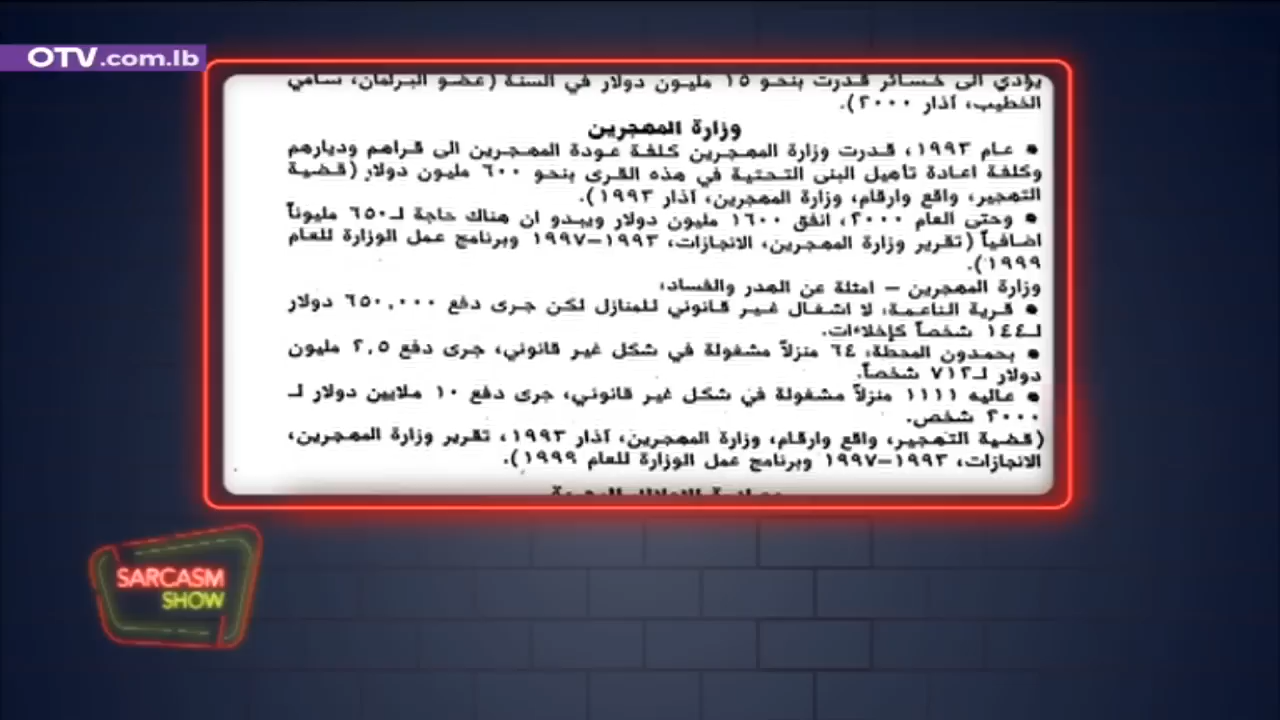 OTV.com.lb
يؤدي الى خسائر قدرت بنحو ١٥ مليون دولار في السنة (عضو البرلمان، سامي
الخطيب، آذار ٢٠٠٠).
وزارة المهجرين
• عام ١٩٩٣، قدرت وزارة المهجرين كلفة عودة المهجرين الى قراهم وديارهم
وكلفة اعادة تأهيل البنى التحتية في هذه القرى بنحو ٦٠٠ مليون دولار (قضية
التهجير، واقع وارقام، وزارة المهجرين، آذار ١٩٩٣).
• وحتى العام ٢٠٠٠، انفق ١٦٠٠ مليون دولار ويبدو ان هناك حاجة لـ٦٥٠ مليوناً
اضافياً (تقرير وزارة المهجرين، الانجازات، ١٩٩٣–١٩٩٧ وبرنامج عمل الوزارة للعام
١٩٩٩).
وزارة المهجرين – امثلة عن الهدر والفساد:
• قرية الناعمة: لا اشغال غير قانوني للمنازل لكن جرى دفع ٦٥٠,٠٠٠ دولار
لـ١٤٤ شخصاً كإخلاءات.
• بحمدون المحطة: ٦٤ منزلاً مشغولة في شكل غير قانوني، جرى دفع ٢,٥ مليون
دولار لـ٧١٢ شخصاً.
• عاليه ١١١١ منزلاً مشغولة في شكل غير قانوني، جرى دفع ١٠ ملايين دولار لـ
٢٠٠٠ شخص.
(قضية التهجير، واقع وارقام، وزارة المهجرين، آذار ١٩٩٣، تقرير وزارة المهجرين،
الانجازات، ١٩٩٣–١٩٩٧ وبرنامج عمل الوزارة للعام ١٩٩٩).
SARCASM
SHOW